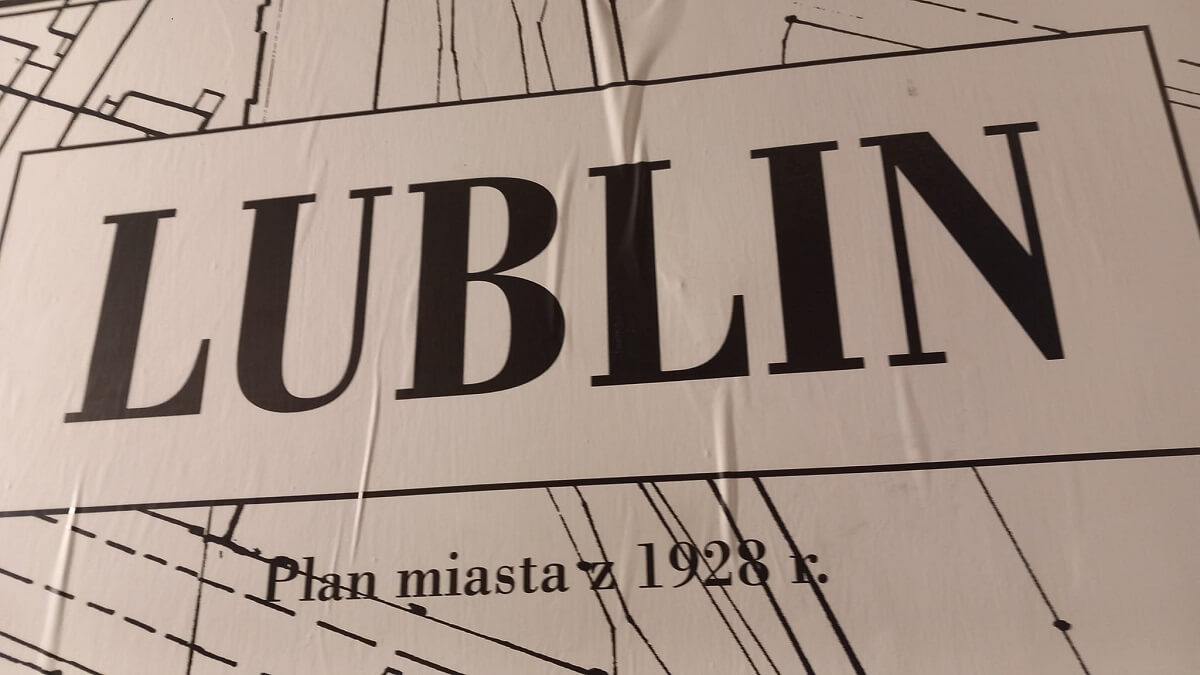 LUBLIN
Plan miasta z 1928 r.